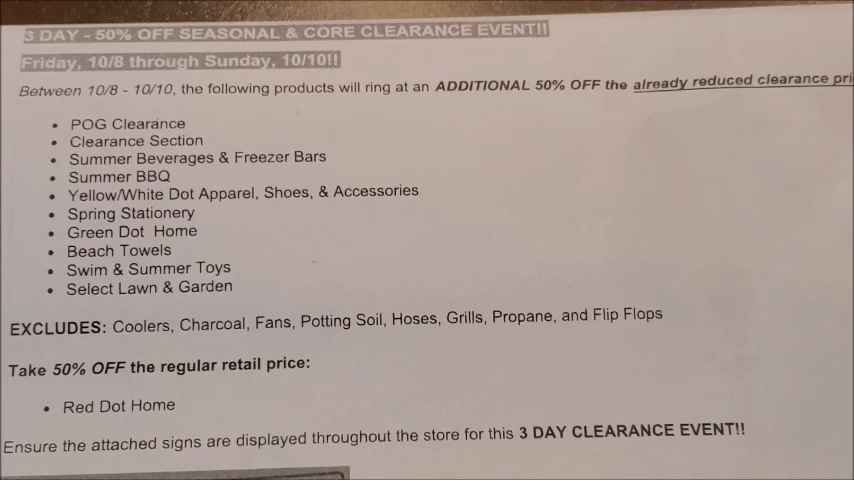 3 DAY - 50% OFF SEASONAL & CORE CLEARANCE EVENT!!
Friday, 10/8 through Sunday, 10/10!!
Between 10/8 - 10/10, the following products will ring at an ADDITIONAL 50% OFF the already reduced clearance
• POG Clearance
• Clearance Section
• Summer Beverages & Freezer Bars
• Summer BBQ
• Yellow/White Dot Apparel, Shoes, & Accessories
• Spring Stationery
• Green Dot Home
• Beach Towels
• Swim & Summer Toys
• Select Lawn & Garden
EXCLUDES: Coolers, Charcoal, Fans, Potting Soil, Hoses, Grills, Propane, and Flip Flops
Take 50% OFF the regular retail price:
• Red Dot Home
Ensure the attached signs are displayed throughout the store for this 3 DAY CLEARANCE EVENT!!